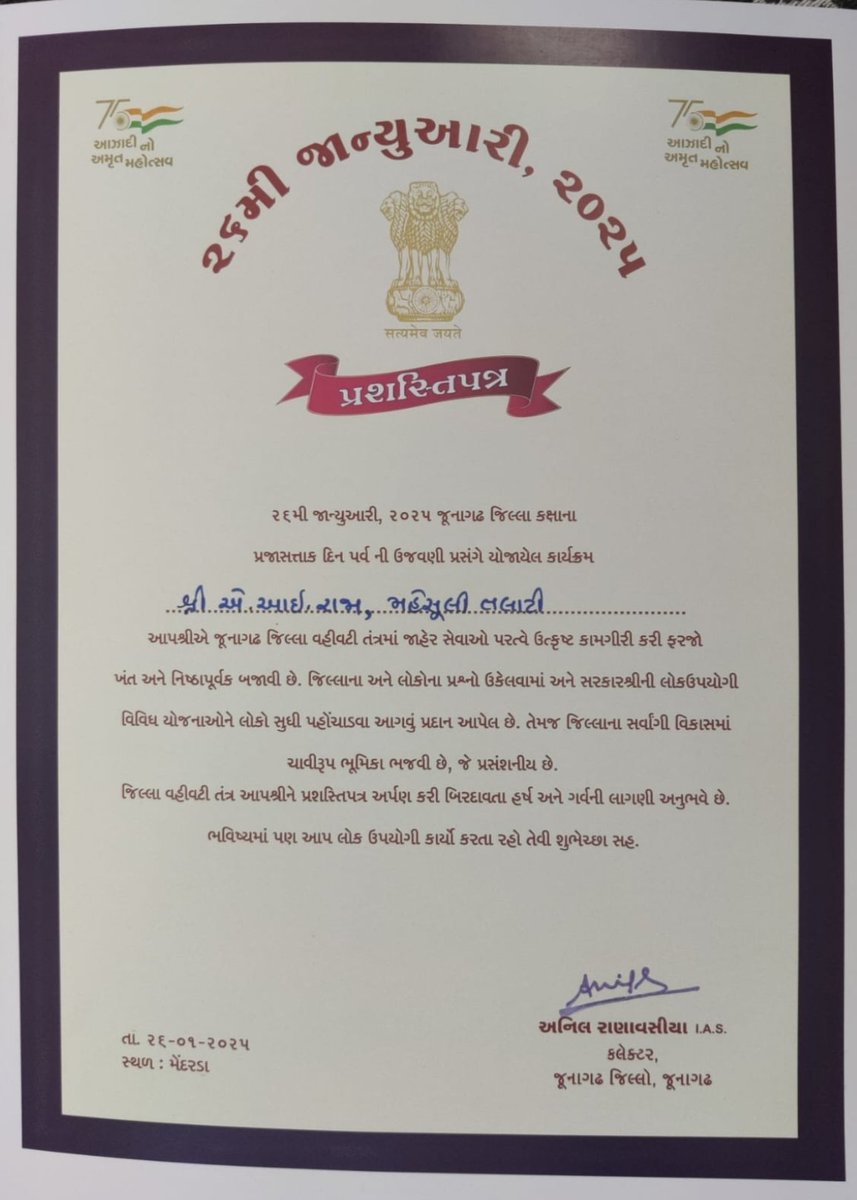 75
આઝાદી નો
અમૃત મહોત્સવ
75
આઝાદી નો
અમૃત મહોત્સવ
૨૬મી જાન્યુઆરી, ૨૦૨૫
सत्यमेव जयते
પ્રશસ્તિપત્ર
૨૬મી જાન્યુઆરી, ૨૦૨૫ જૂનાગઢ જિલ્લા કક્ષાના
પ્રજાસત્તાક દિન પર્વ ની ઉજવણી પ્રસંગે યોજાયેલ કાર્યક્રમ
શ્રી એ.આઇ.રામ, મહેસૂલી તલાટી
આપશ્રીએ જૂનાગઢ જિલ્લા વહીવટી તંત્રમાં જાહેર સેવાઓ પરત્વે ઉત્કૃષ્ટ કામગીરી કરી ફરજો
ખંત અને નિષ્ઠાપૂર્વક બજાવી છે. જિલ્લાના અને લોકોના પ્રશ્નો ઉકેલવામાં અને સરકારશ્રીની લોકઉપયોગી
વિવિધ યોજનાઓને લોકો સુધી પહોંચાડવા આગવું પ્રદાન આપેલ છે. તેમજ જિલ્લાના સર્વાંગી વિકાસમાં
ચાવીરૂપ ભૂમિકા ભજવી છે, જે પ્રસંશનીય છે.
જિલ્લા વહીવટી તંત્ર આપશ્રીને પ્રશસ્તિપત્ર અર્પણ કરી બિરદાવતા હર્ષ અને ગર્વની લાગણી અનુભવે છે.
ભવિષ્યમાં પણ આપ લોક ઉપયોગી કાર્યો કરતા રહો તેવી શુભેચ્છા સહ.
અનિલ રાણાવસીયા I.A.S.
કલેક્ટર,
જૂનાગઢ જિલ્લો, જૂનાગઢ
તા. ૨૬-૦૧-૨૦૨૫
સ્થળ : મેંદરડા